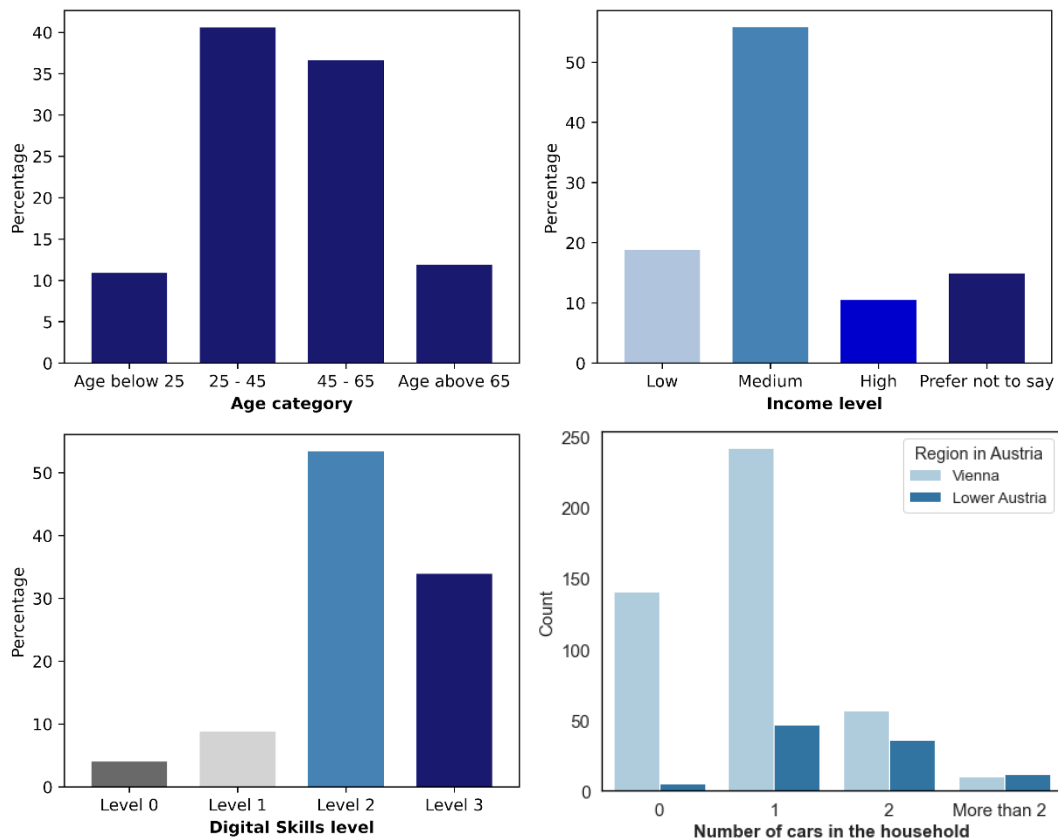 40
35
30
25
20
15
10
5
0
Percentage
Age below 25
25 - 45
45 - 65
Age above 65
Age category
50
40
30
20
10
0
Percentage
Low
Medium
High
Prefer not to say
Income level
50
40
30
20
10
0
Percentage
Level 0
Level 1
Level 2
Level 3
Digital Skills level
250
200
150
100
50
0
Count
Region in Austria
Vienna
Lower Austria
0
1
2
More than 2
Number of cars in the household